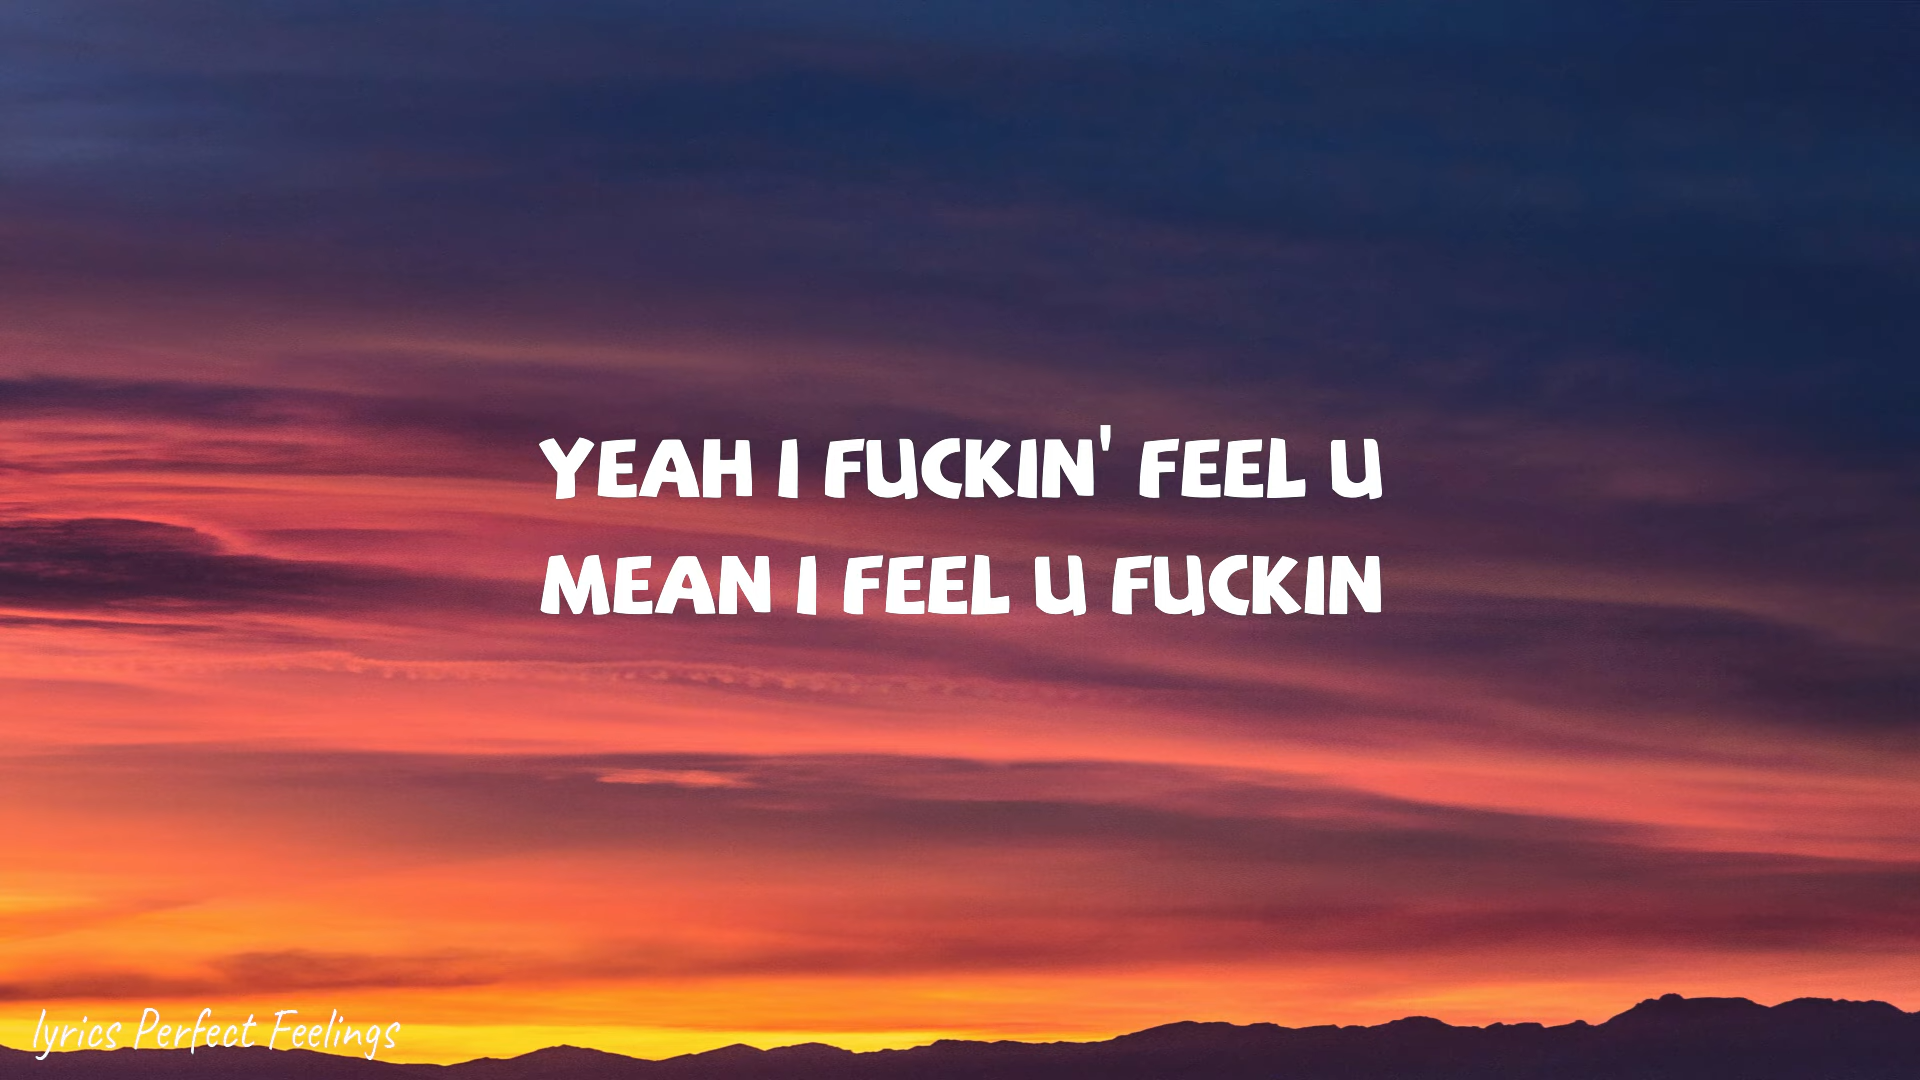 YEAH I FUCKIN' FEEL U
MEAN I FEEL U FUCKIN
lyrics Perfect Feelings